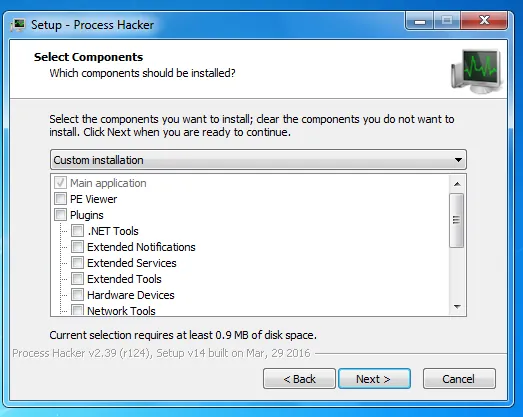 Setup - Process Hacker
Select Components
Which components should be installed?
Select the components you want to install; clear the components you do not want to
install. Click Next when you are ready to continue.
Custom installation
Main application
PE Viewer
Plugins
.NET Tools
Extended Notifications
Extended Services
Extended Tools
Hardware Devices
Network Tools
Current selection requires at least 0.9 MB of disk space.
Process Hacker v2.39 (r124), Setup v14 built on Mar, 29 2016
< Back
Next >
Cancel